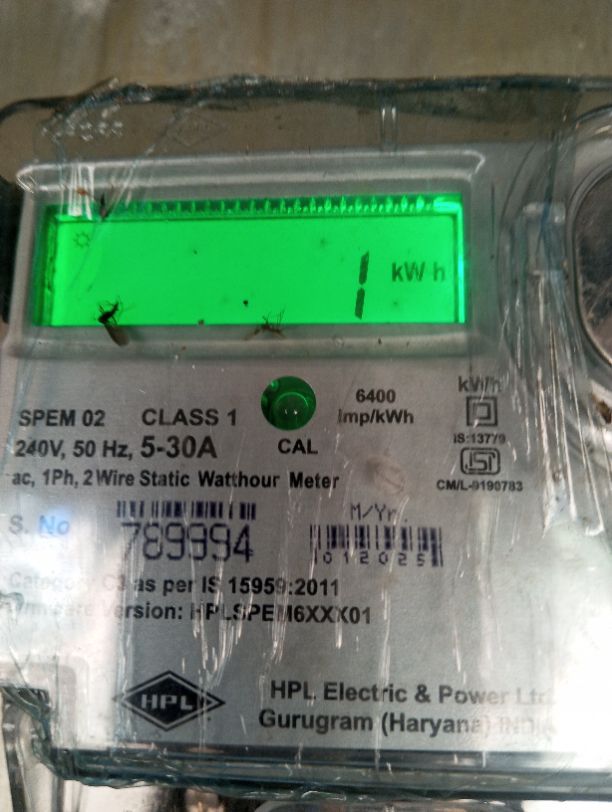 1 kWh
6400
SPEM 02 CLASS 1 Imp/kWh
kW/h
240V, 50 Hz, 5-30A CAL
IS:13779
ac, 1Ph, 2 Wire Static Watthour Meter
CM/L-9190783
S. No 789994
M/Yr.
012025
Category C3 as per IS 15959:2011
Version: HPLSPEM6XXX01
HPL
HPL Electric & Power Ltd.
Gurugram (Haryana) INDIA